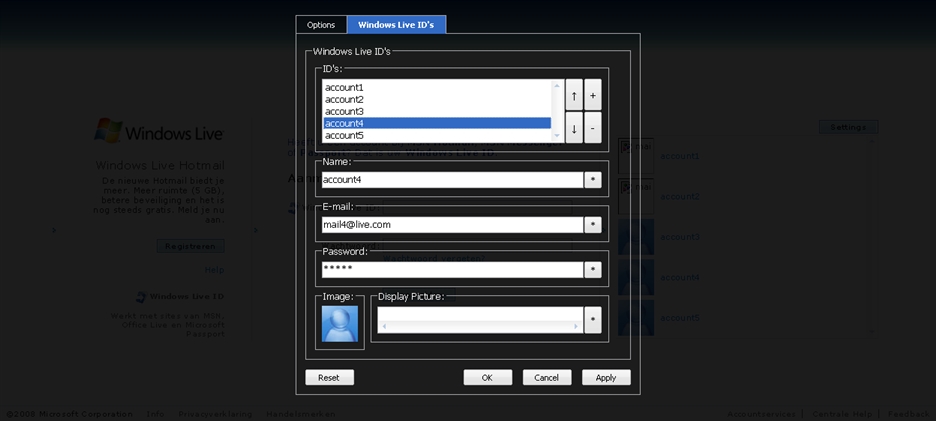 Options
Windows Live ID's
Windows Live ID's
ID's:
account1
account2
account3
account4
account5
↑
+
↓
-
Name:
account4
*
E-mail:
mail4@live.com
*
Password:
*****
*
Image:
Display Picture:
*
Reset
OK
Cancel
Apply
Windows Live
Windows Live Hotmail
De nieuwe Hotmail biedt je
meer. Meer ruimte (5 GB),
betere beveiliging en het is
nog steeds gratis. Meld je nu
aan.
Registreren
Help
Windows Live ID
Werkt met sites van MSN,
Office Live en Microsoft
Passport
Settings
account1
account3
account4
account5
©2008 Microsoft Corporation
Info
Privacyverklaring
Handelsmerken
Accountservices
Centrale Help
Feedback